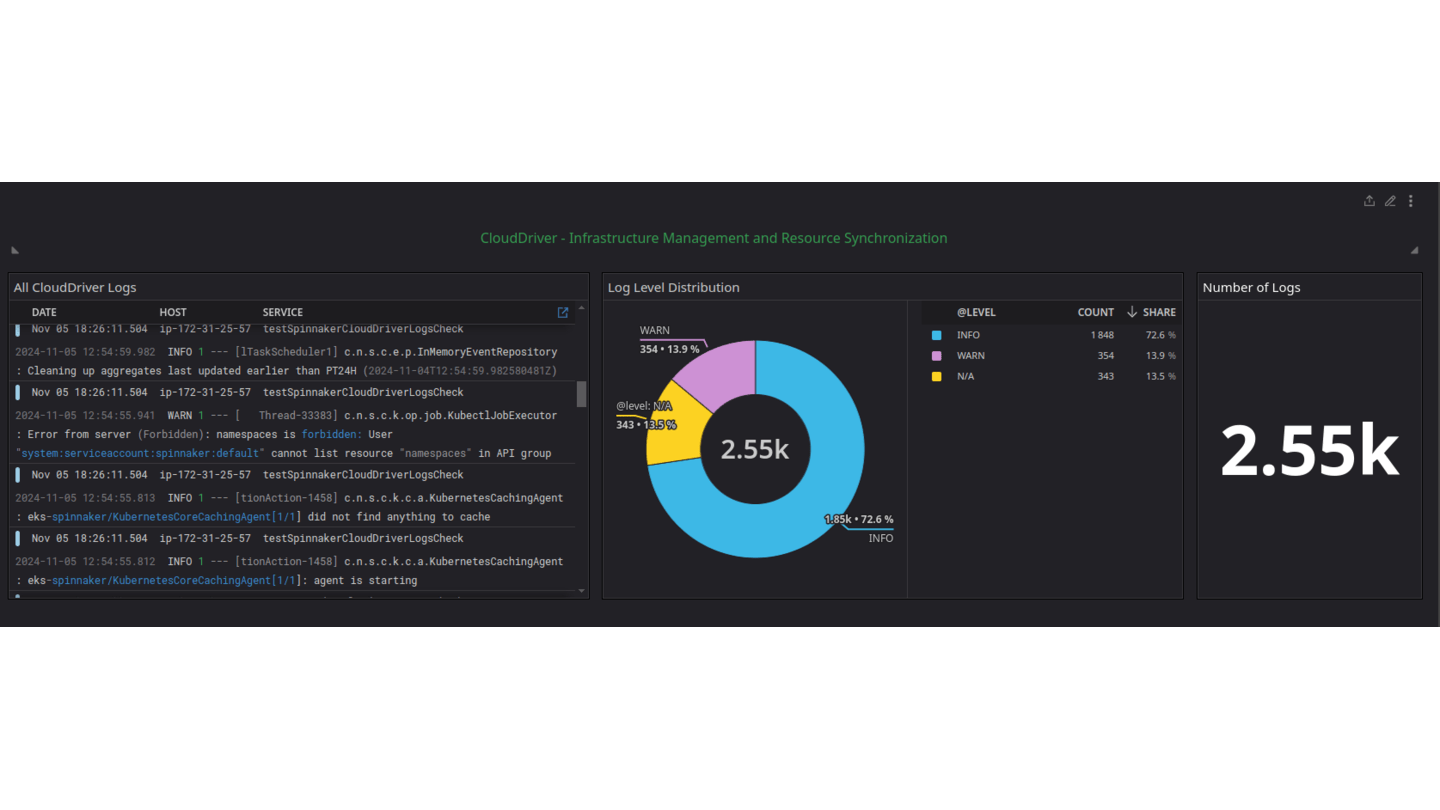 CloudDriver - Infrastructure Management and Resource Synchronization
All CloudDriver Logs
DATE HOST SERVICE
Nov 05 18:26:11.504 ip-172-31-25-57 testSpinnakerCloudDriverLogsCheck
2024-11-05 12:54:59.982 INFO 1 --- [lTaskScheduler1] c.n.s.c.e.p.InMemoryEventRepository
: Cleaning up aggregates last updated earlier than PT24H (2024-11-04T12:54:59.982580481Z)
Nov 05 18:26:11.504 ip-172-31-25-57 testSpinnakerCloudDriverLogsCheck
2024-11-05 12:54:55.941 WARN 1 --- [ Thread-33383] c.n.s.c.k.op.job.KubectlJobExecutor
: Error from server (Forbidden): namespaces is forbidden: User
"system:serviceaccount:spinnaker:default" cannot list resource "namespaces" in API group
Nov 05 18:26:11.504 ip-172-31-25-57 testSpinnakerCloudDriverLogsCheck
2024-11-05 12:54:55.813 INFO 1 --- [tionAction-1458] c.n.s.c.k.c.a.KubernetesCachingAgent
: eks-spinnaker/KubernetesCoreCachingAgent[1/1] did not find anything to cache
Nov 05 18:26:11.504 ip-172-31-25-57 testSpinnakerCloudDriverLogsCheck
2024-11-05 12:54:55.812 INFO 1 --- [tionAction-1458] c.n.s.c.k.c.a.KubernetesCachingAgent
: eks-spinnaker/KubernetesCoreCachingAgent[1/1]: agent is starting
Log Level Distribution
WARN
354 • 13.9 %
@level: N/A
343 • 13.5 %
2.55k
1.85k • 72.6 %
INFO
@LEVEL COUNT SHARE
INFO 1 848 72.6 %
WARN 354 13.9 %
N/A 343 13.5 %
Number of Logs
2.55k